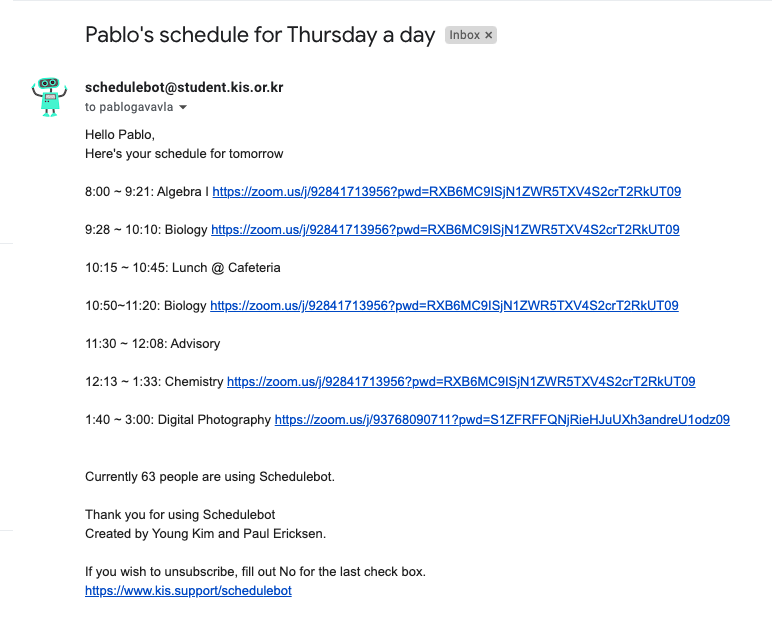 Pablo's schedule for Thursday a day Inbox ×
schedulebot@student.kis.or.kr
to pablogavavla
Hello Pablo,
Here's your schedule for tomorrow
8:00 ~ 9:21: Algebra I https://zoom.us/j/92841713956?pwd=RXB6MC9ISjN1ZWR5TXV4S2crT2RkUT09
9:28 ~ 10:10: Biology https://zoom.us/j/92841713956?pwd=RXB6MC9ISjN1ZWR5TXV4S2crT2RkUT09
10:15 ~ 10:45: Lunch @ Cafeteria
10:50~11:20: Biology https://zoom.us/j/92841713956?pwd=RXB6MC9ISjN1ZWR5TXV4S2crT2RkUT09
11:30 ~ 12:08: Advisory
12:13 ~ 1:33: Chemistry https://zoom.us/j/92841713956?pwd=RXB6MC9ISjN1ZWR5TXV4S2crT2RkUT09
1:40 ~ 3:00: Digital Photography https://zoom.us/j/93768090711?pwd=S1ZFRFFQNjRieHJuUXh3andreU1odz09
Currently 63 people are using Schedulebot.
Thank you for using Schedulebot
Created by Young Kim and Paul Ericksen.
If you wish to unsubscribe, fill out No for the last check box.
https://www.kis.support/schedulebot